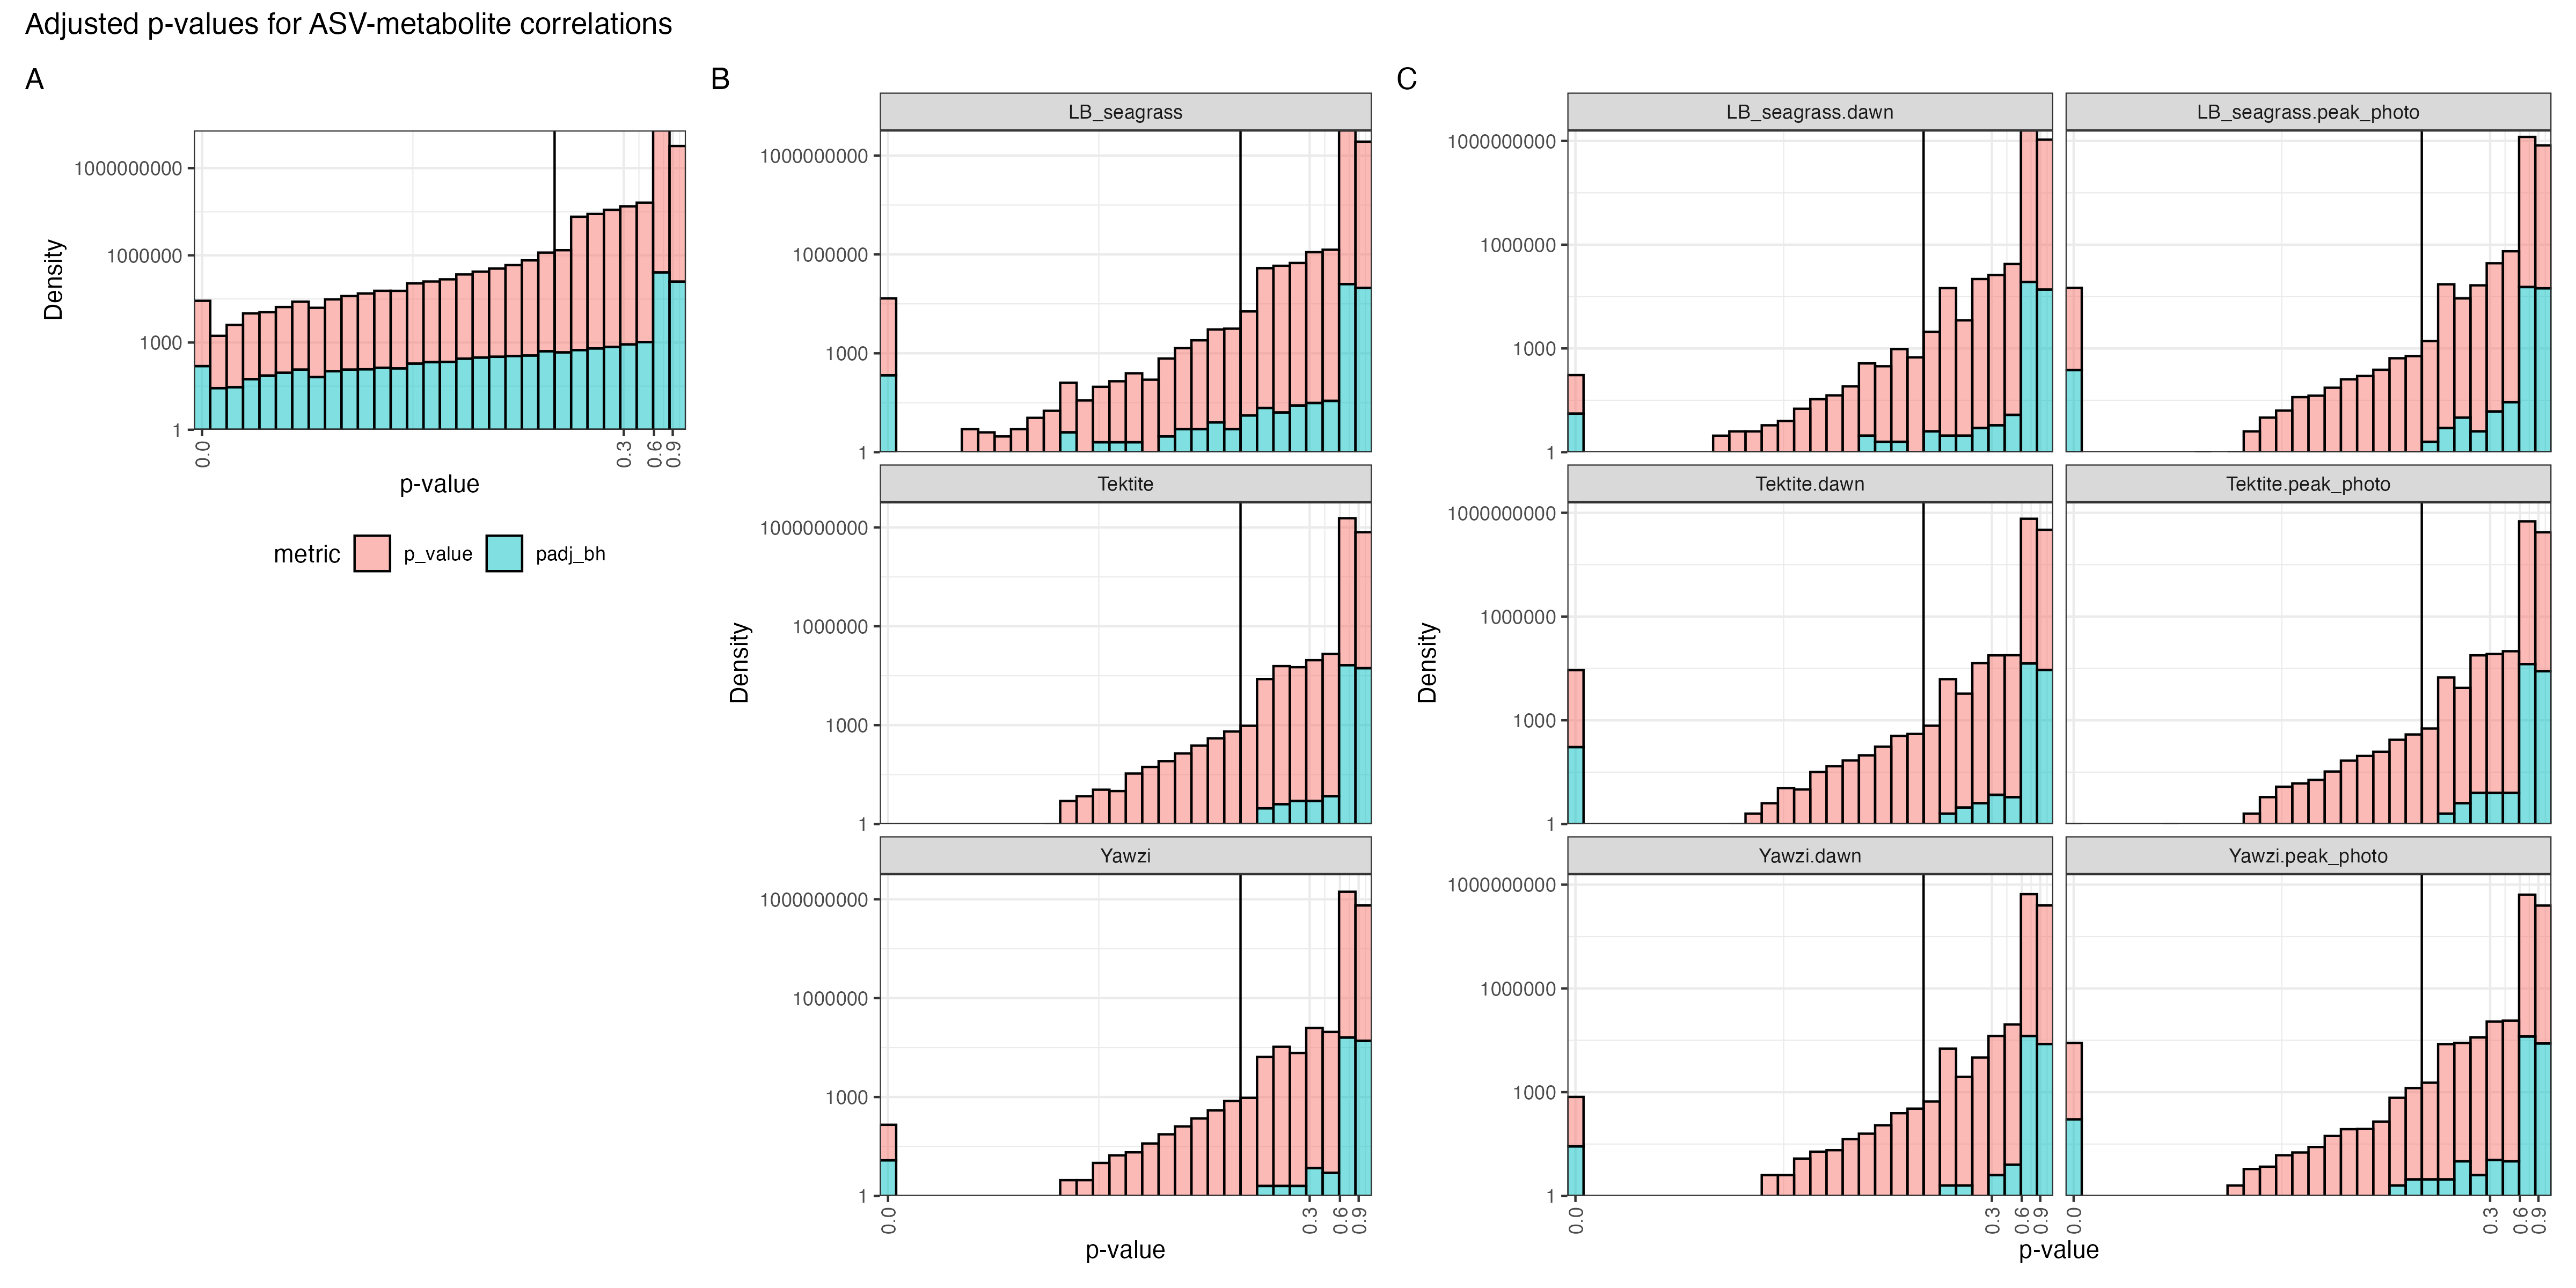 Adjusted p-values for ASV-metabolite correlations
A
Density
1000000000
1000000
1000
1
0.0
0.3
0.6
0.9
p-value
metric
p_value
padj_bh
B
Density
LB_seagrass
1000000000
1000000
1000
1
Tektite
1000000000
1000000
1000
1
Yawzi
1000000000
1000000
1000
1
0.0
0.3
0.6
0.9
p-value
C
Density
LB_seagrass.dawn
LB_seagrass.peak_photo
1000000000
1000000
1000
1
Tektite.dawn
Tektite.peak_photo
1000000000
1000000
1000
1
Yawzi.dawn
Yawzi.peak_photo
1000000000
1000000
1000
1
0.0
0.3
0.6
0.9
0.0
0.3
0.6
0.9
p-value